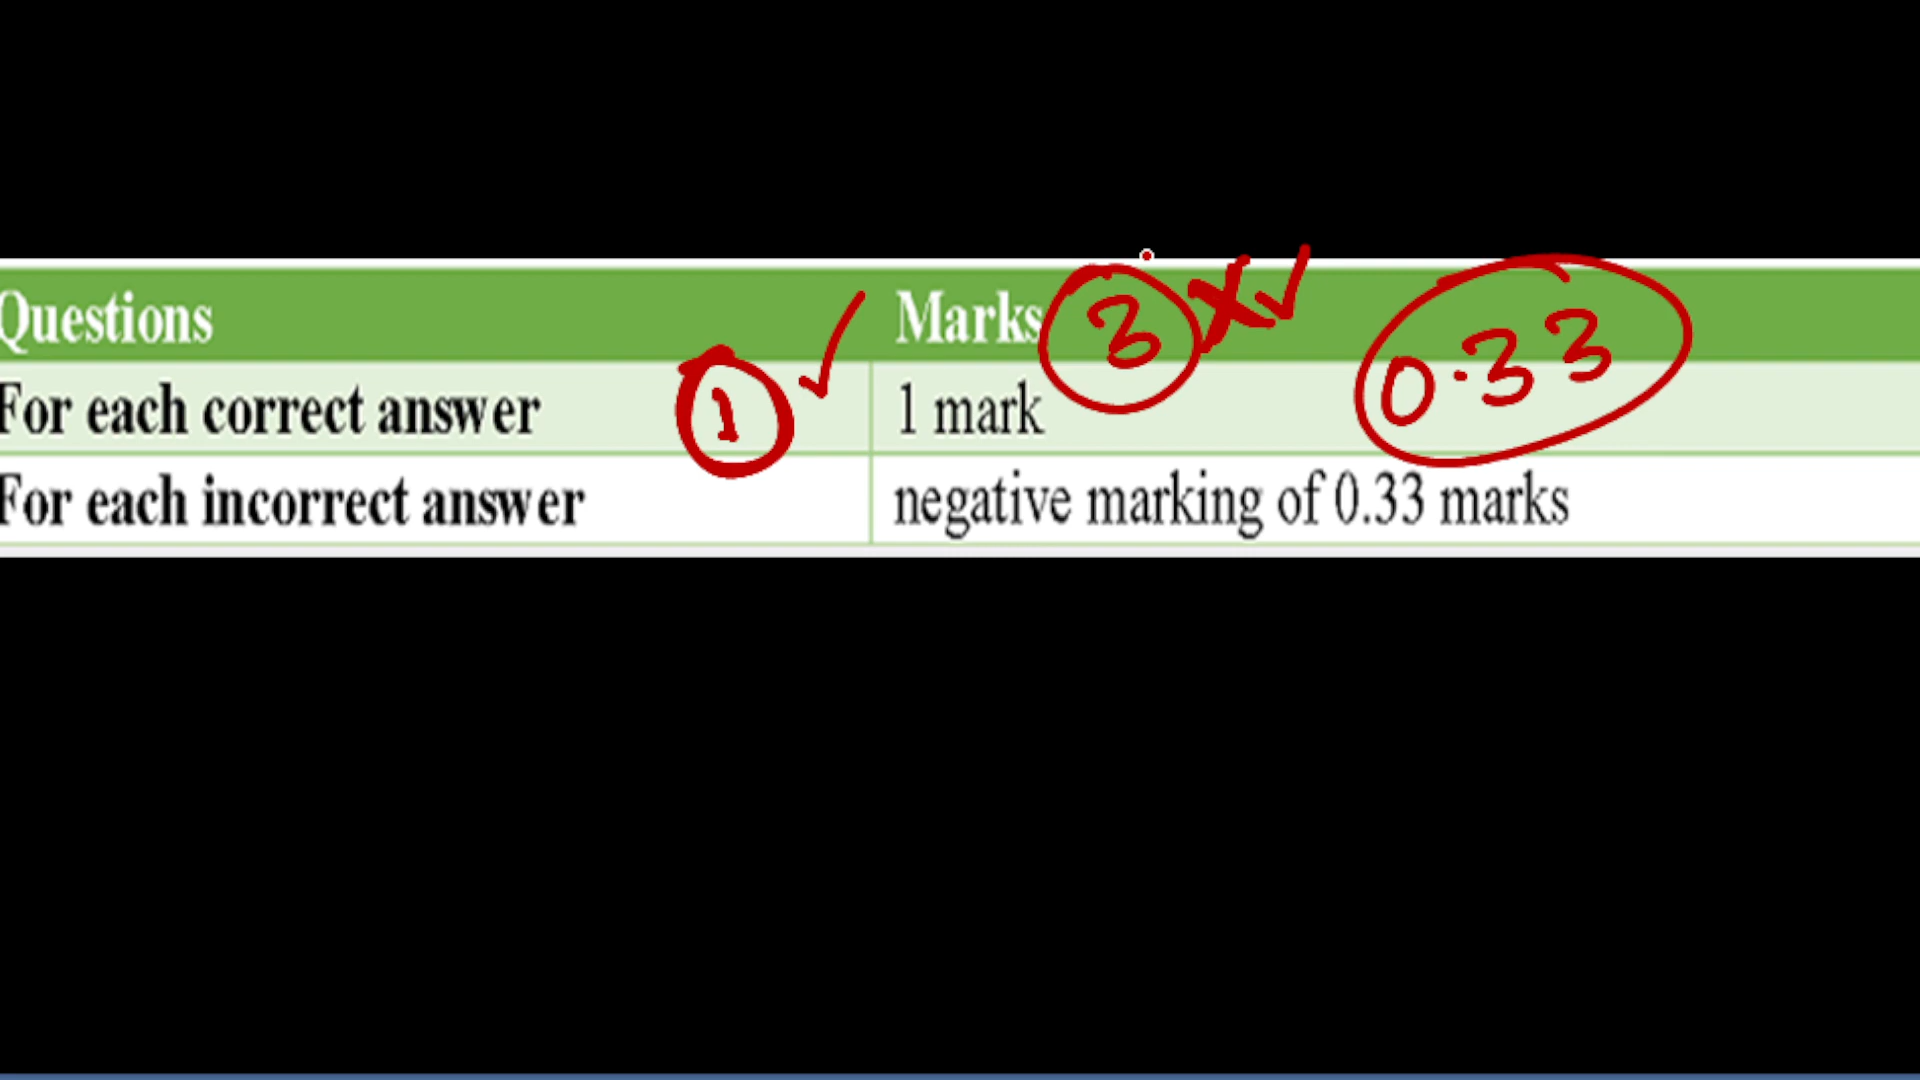 Questions Marks 3 X ✓ 0.33
For each correct answer 1 ✓ 1 mark
For each incorrect answer negative marking of 0.33 marks